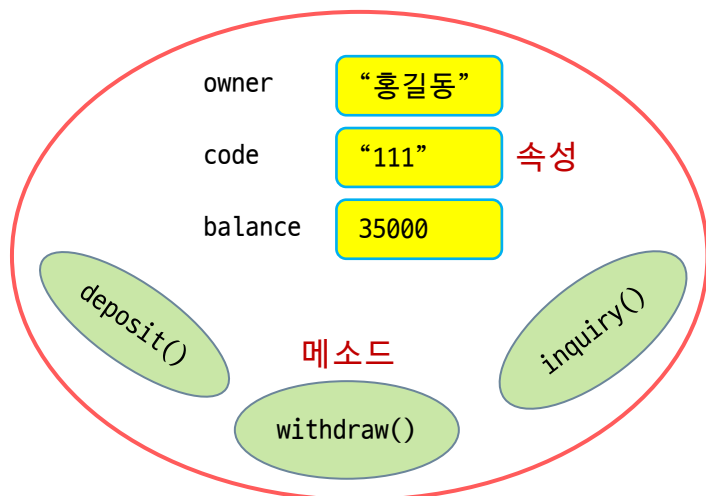 owner “홍길동”
code “111” 속성
balance 35000
deposit()
메소드
inquiry()
withdraw()